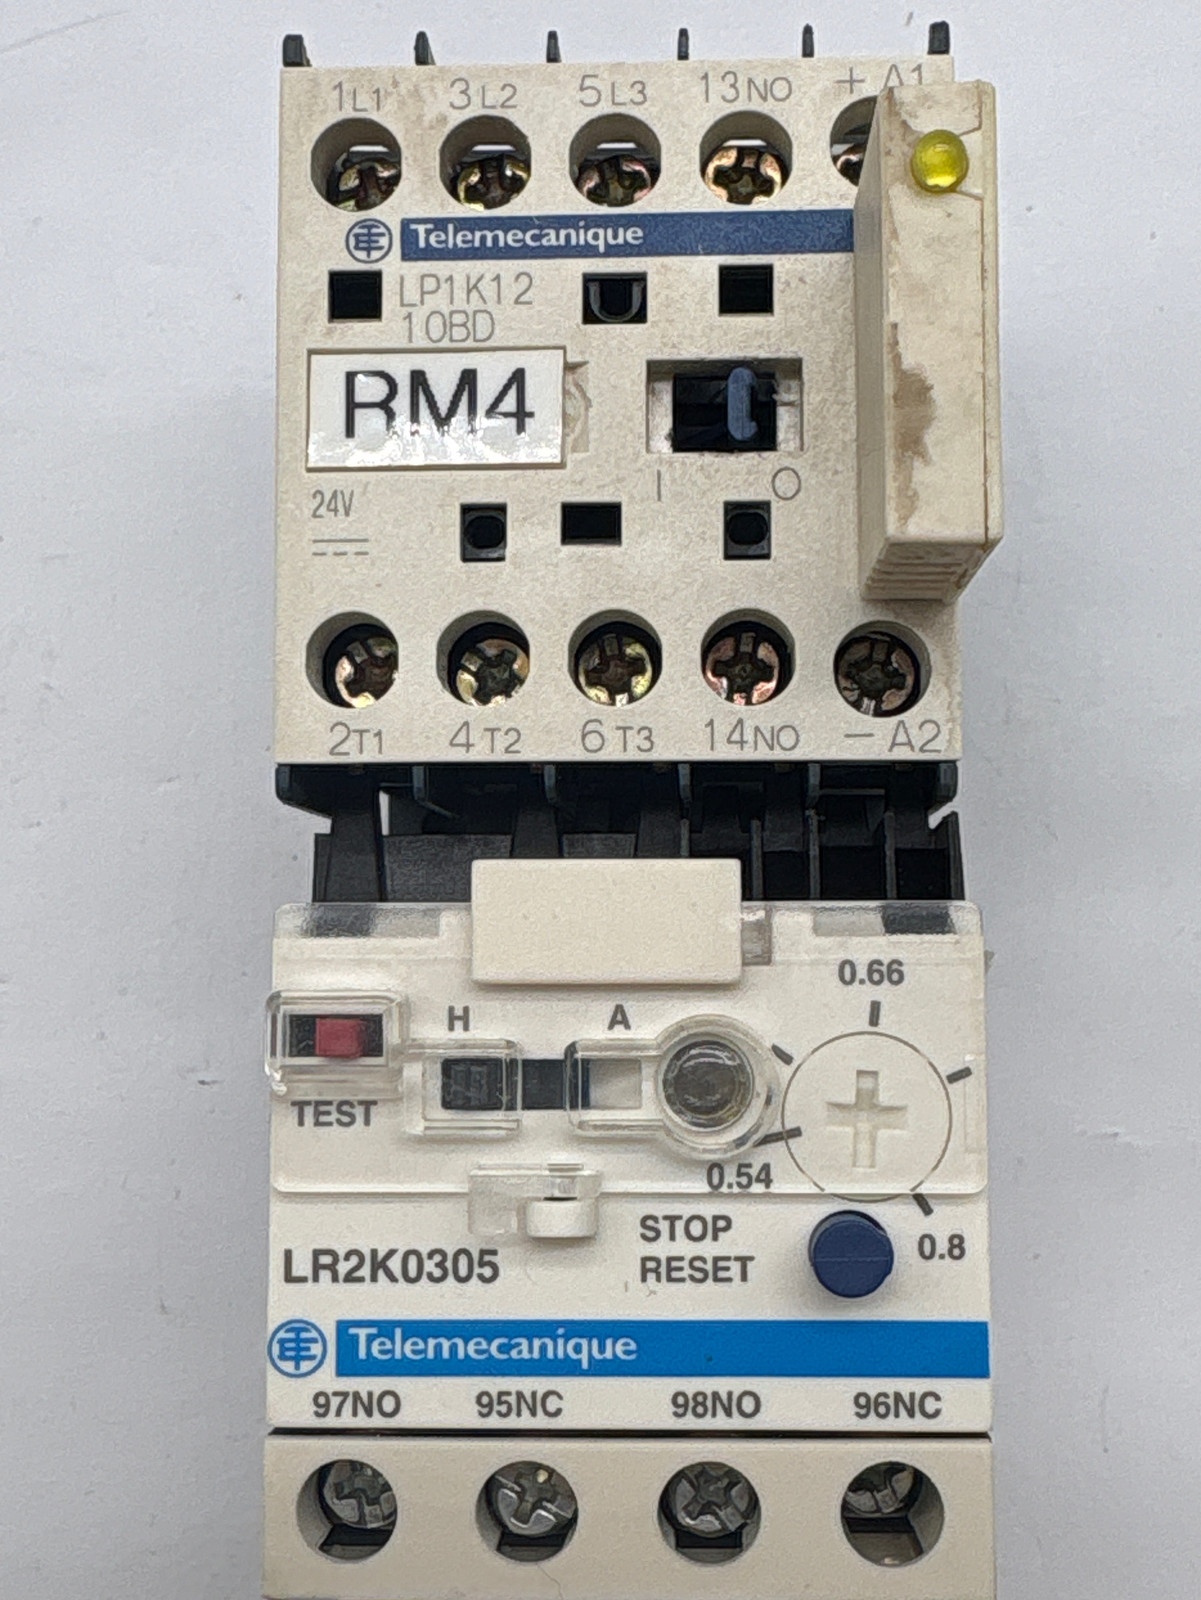 1L1 3L2 5L3 13NO + A1
Telemecanique
LP1K12
10BD
RM4
24V
I O
2T1 4T2 6T3 14NO − A2
0.66
H A
TEST
0.54
STOP
RESET
0.8
LR2K0305
Telemecanique
97NO 95NC 98NO 96NC